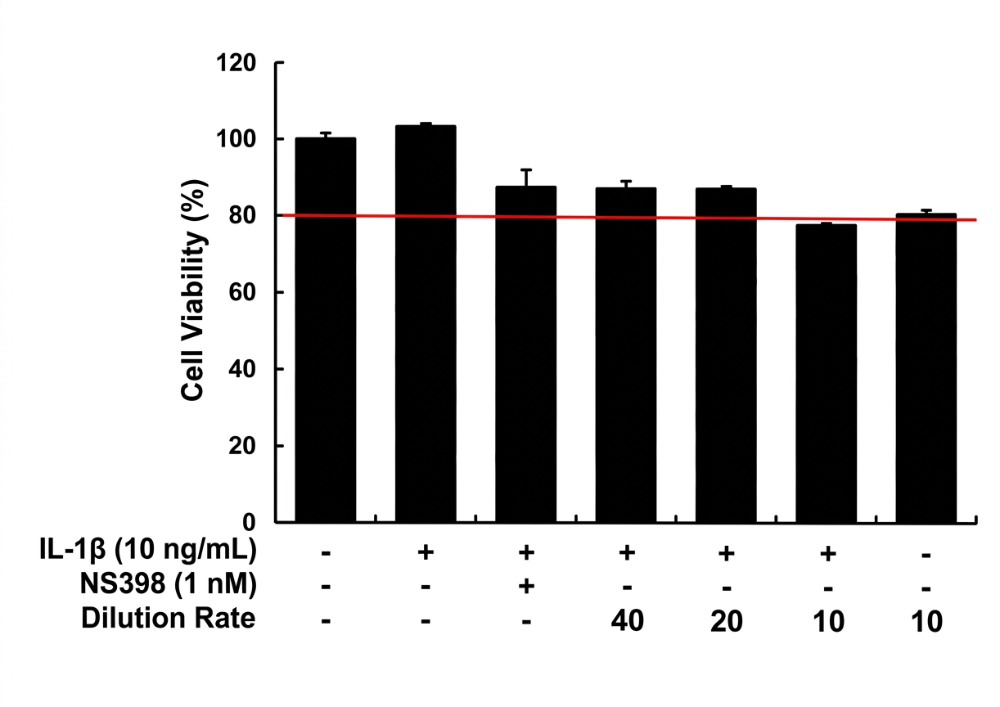 120
100
80
60
40
20
0
Cell Viability (%)
IL-1β (10 ng/mL) - + + + + + -
NS398 (1 nM) - - + - - - -
Dilution Rate - - - 40 20 10 10